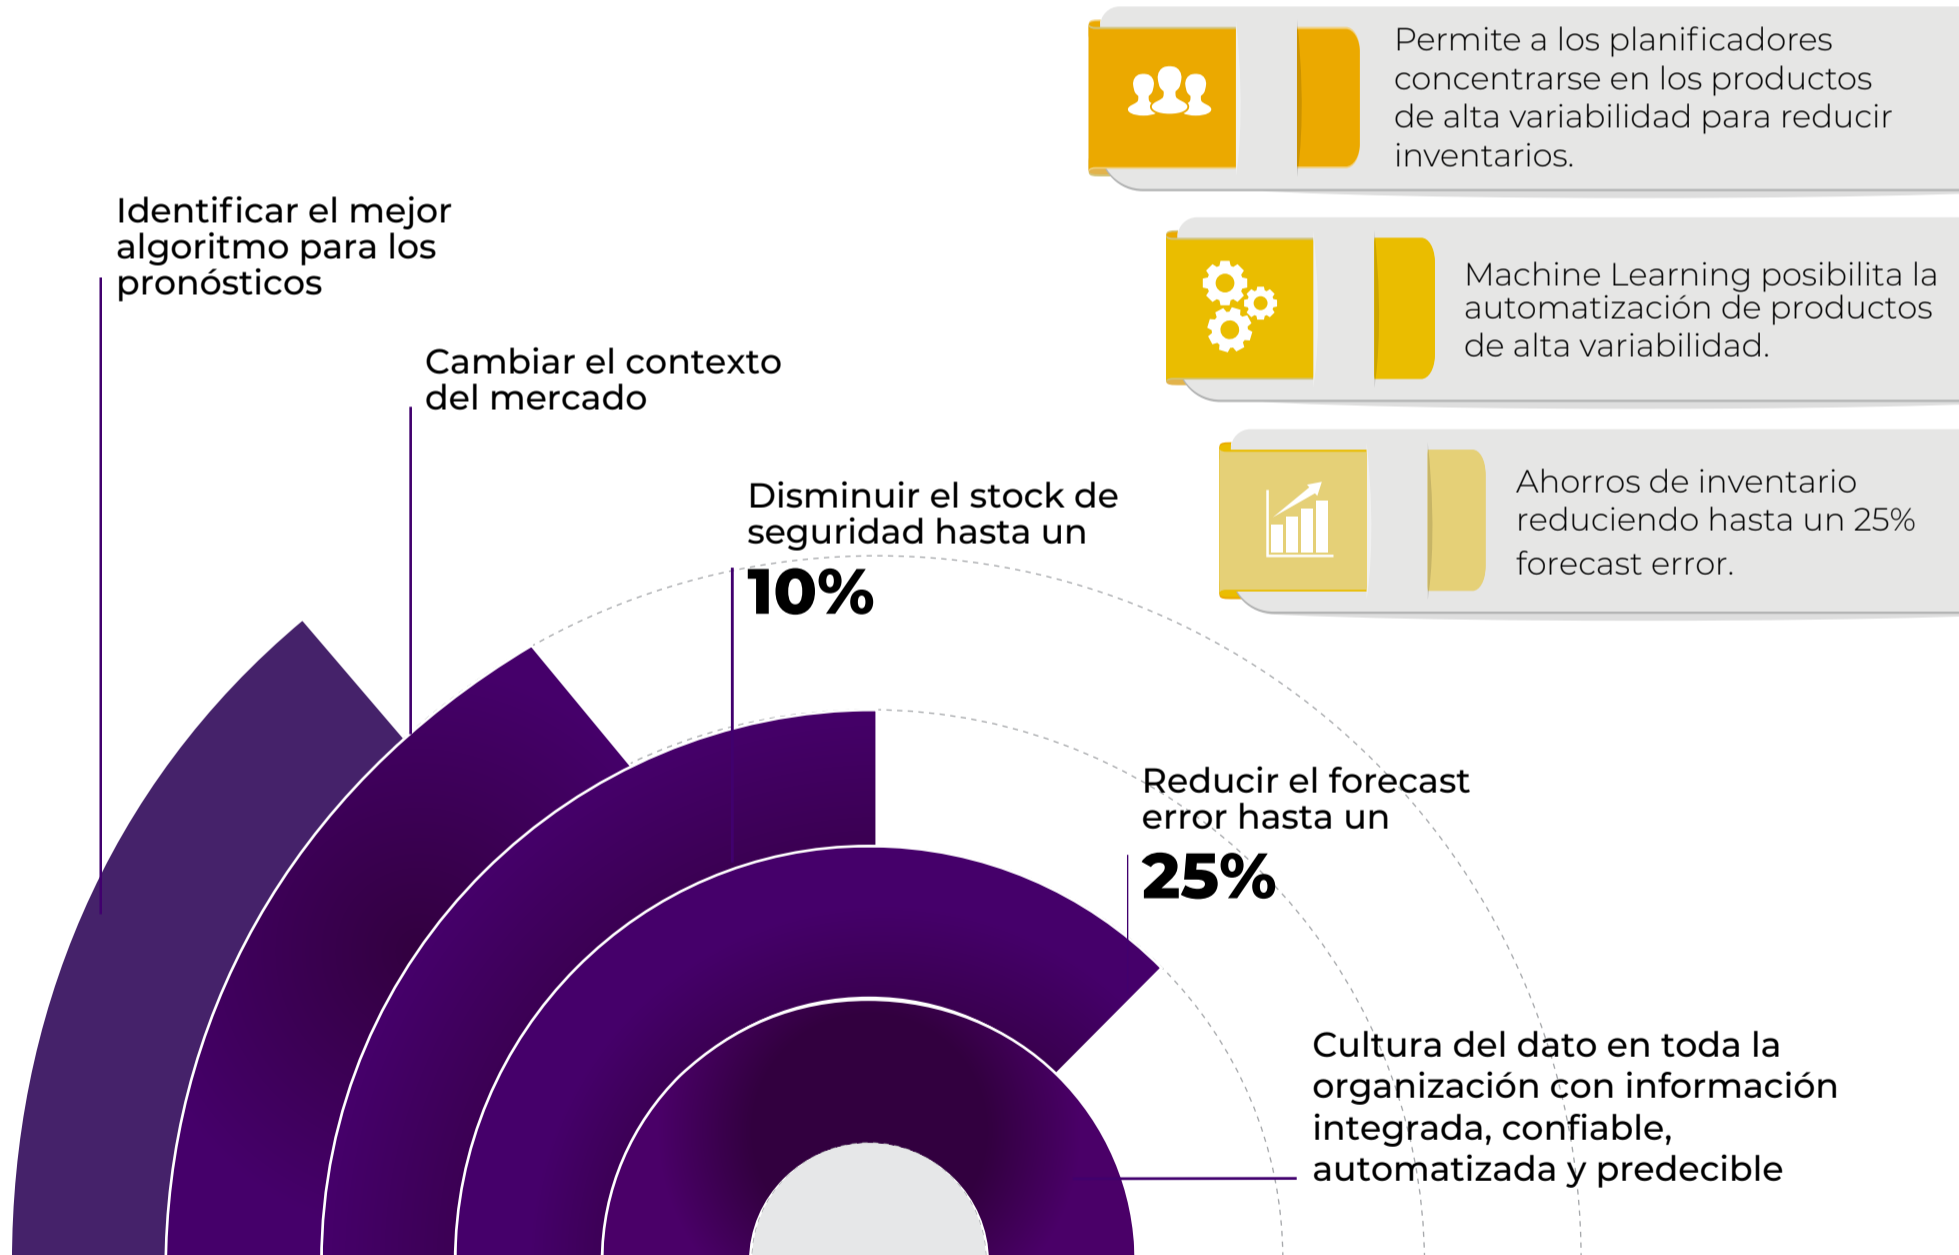 Permite a los planificadores
concentrarse en los productos
de alta variabilidad para reducir
inventarios.
Machine Learning posibilita la
automatización de productos
de alta variabilidad.
Ahorros de inventario
reduciendo hasta un 25%
forecast error.
Identificar el mejor
algoritmo para los
pronósticos
Cambiar el contexto
del mercado
Disminuir el stock de
seguridad hasta un
10%
Reducir el forecast
error hasta un
25%
Cultura del dato en toda la
organización con información
integrada, confiable,
automatizada y predecible